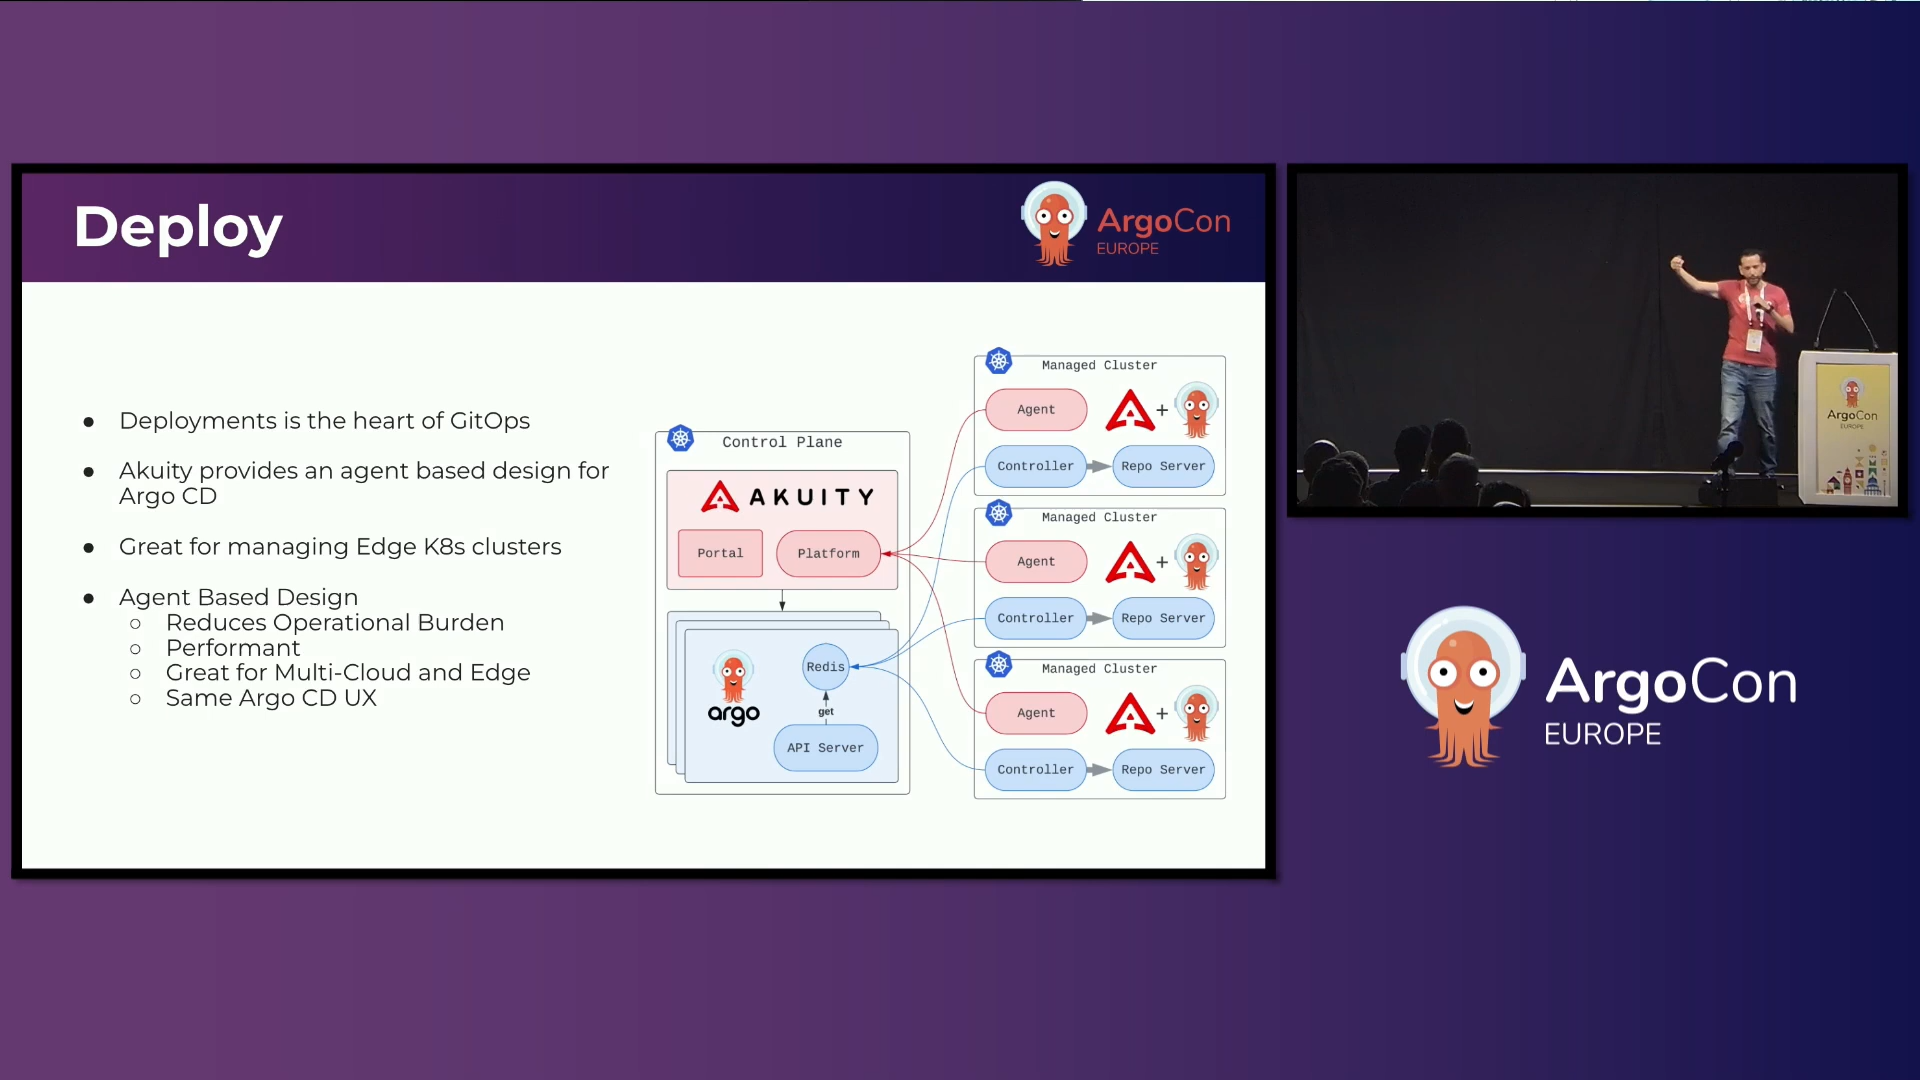 Deploy
ArgoCon
EUROPE
Deployments is the heart of GitOps
Akuity provides an agent based design for
Argo CD
Great for managing Edge K8s clusters
Agent Based Design
Reduces Operational Burden
Performant
Great for Multi-Cloud and Edge
Same Argo CD UX
Control Plane
AKUITY
Portal
Platform
argo
Redis
get
API Server
Managed Cluster
Agent
+
Controller
Repo Server
Managed Cluster
Agent
+
Controller
Repo Server
Managed Cluster
Agent
+
Controller
Repo Server
ArgoCon
EUROPE
ArgoCon
EUROPE